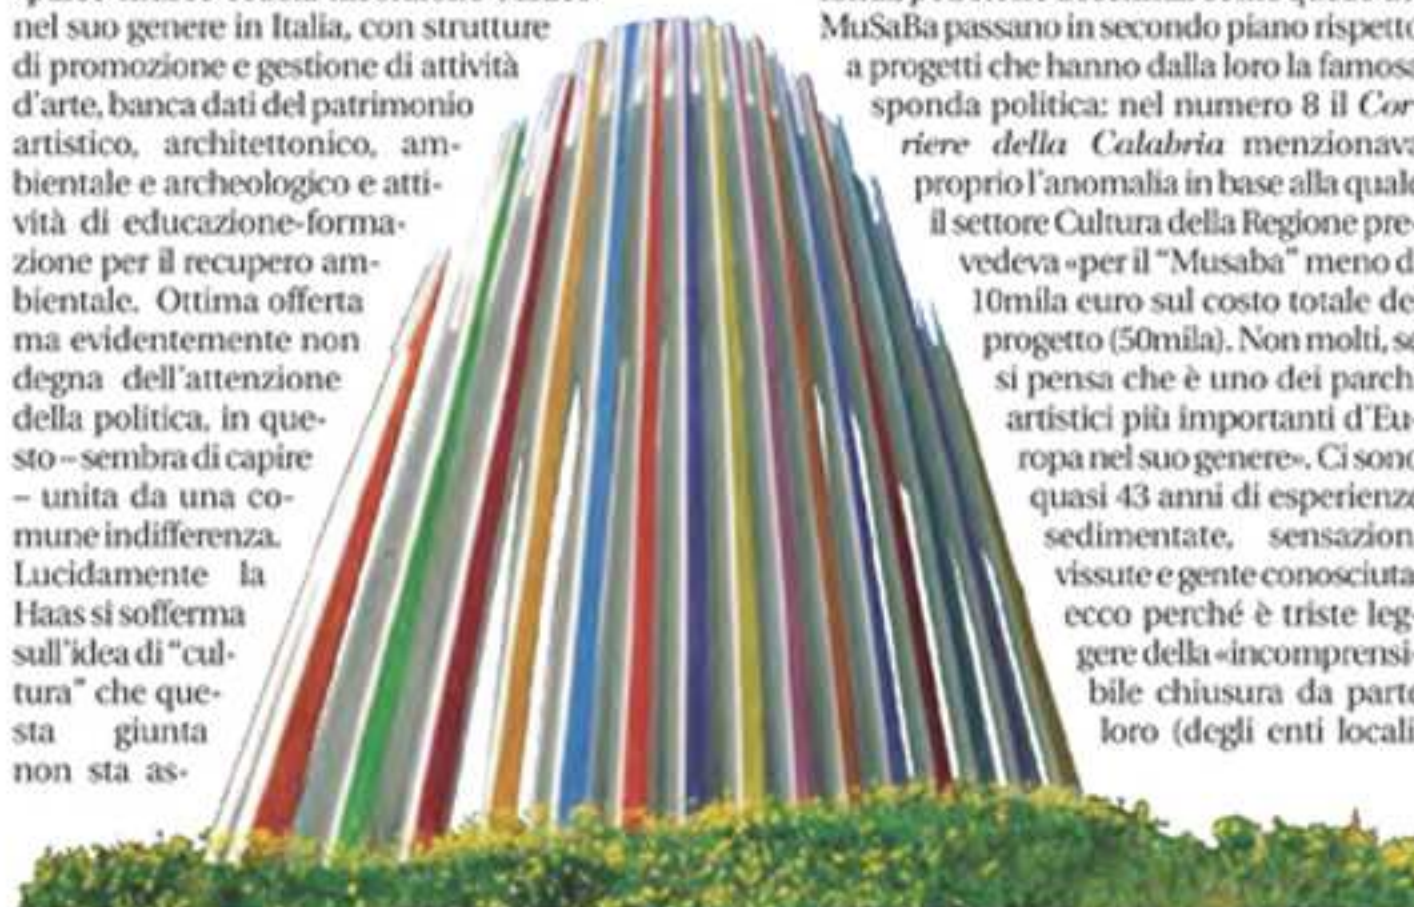 nel suo genere in Italia, con strutture
di promozione e gestione di attività
d'arte, banca dati del patrimonio
artistico, architettonico, am-
bientale e archeologico e atti-
vità di educazione-forma-
zione per il recupero am-
bientale. Ottima offerta
ma evidentemente non
degna dell'attenzione
della politica, in que-
sto – sembra di capire
– unita da una co-
mune indifferenza.
Lucidamente la
Haas si sofferma
sull'idea di "cul-
tura" che que-
sta giunta
non sta as-
MuSaBa passano in secondo piano rispetto
a progetti che hanno dalla loro la famosa
sponda politica: nel numero 8 il Cor-
riere della Calabria menzionava
proprio l'anomalia in base alla quale
il settore Cultura della Regione pre-
vedeva «per il "Musaba" meno d
10mila euro sul costo totale de
progetto (50mila). Non molti, se
si pensa che è uno dei parch
artistici più importanti d'Eu-
ropa nel suo genere». Ci sono
quasi 43 anni di esperienze
sedimentate, sensazion
vissute e gente conosciuta
ecco perché è triste leg-
gere della «incomprensi-
bile chiusura da parte
loro (degli enti locali